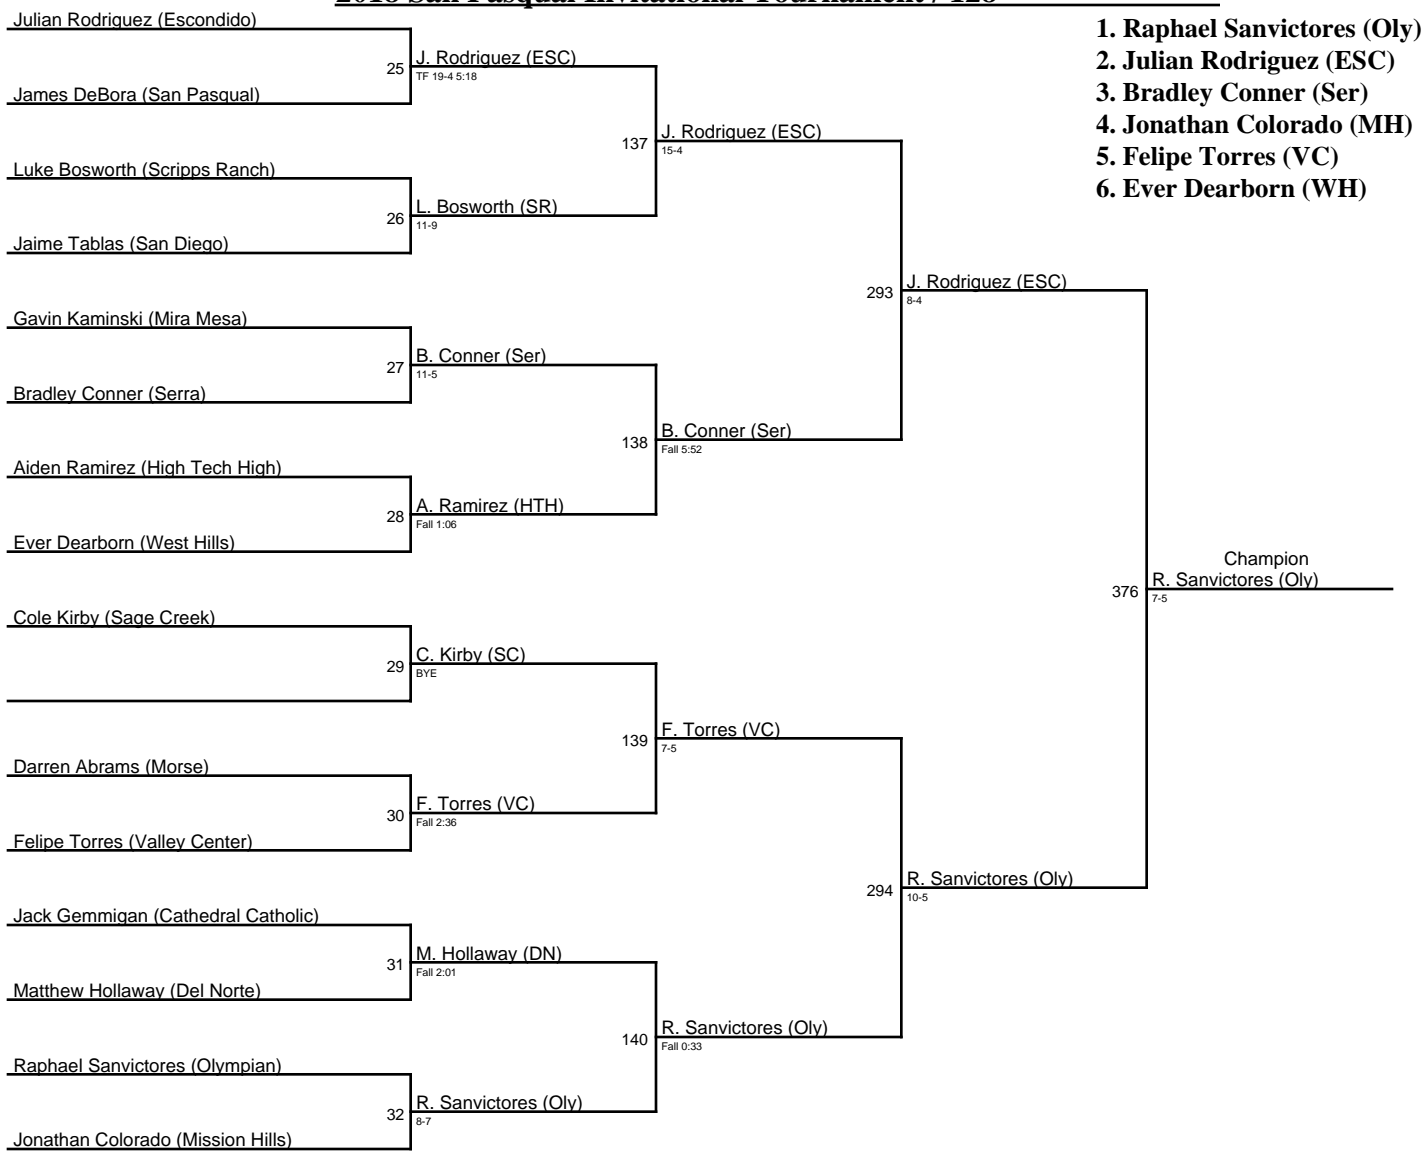 2018 San Pasqual Invitational Tournament / 128
1. Raphael Sanvictores (Oly)
2. Julian Rodriguez (ESC)
3. Bradley Conner (Ser)
4. Jonathan Colorado (MH)
5. Felipe Torres (VC)
6. Ever Dearborn (WH)
Julian Rodriguez (Escondido)
25
James DeBora (San Pasqual)
Luke Bosworth (Scripps Ranch)
26
Jaime Tablas (San Diego)
Gavin Kaminski (Mira Mesa)
27
Bradley Conner (Serra)
Aiden Ramirez (High Tech High)
28
Ever Dearborn (West Hills)
Cole Kirby (Sage Creek)
29
Darren Abrams (Morse)
30
Felipe Torres (Valley Center)
Jack Gemmigan (Cathedral Catholic)
31
Matthew Hollaway (Del Norte)
Raphael Sanvictores (Olympian)
32
Jonathan Colorado (Mission Hills)
J. Rodriguez (ESC)
TF 19-4 5:18
137
L. Bosworth (SR)
11-9
B. Conner (Ser)
11-5
138
A. Ramirez (HTH)
Fall 1:06
C. Kirby (SC)
BYE
139
F. Torres (VC)
Fall 2:36
M. Hollaway (DN)
Fall 2:01
140
R. Sanvictores (Oly)
8-7
J. Rodriguez (ESC)
15-4
293
B. Conner (Ser)
Fall 5:52
F. Torres (VC)
7-5
294
R. Sanvictores (Oly)
Fall 0:33
J. Rodriguez (ESC)
8-4
376
R. Sanvictores (Oly)
10-5
Champion
R. Sanvictores (Oly)
7-5